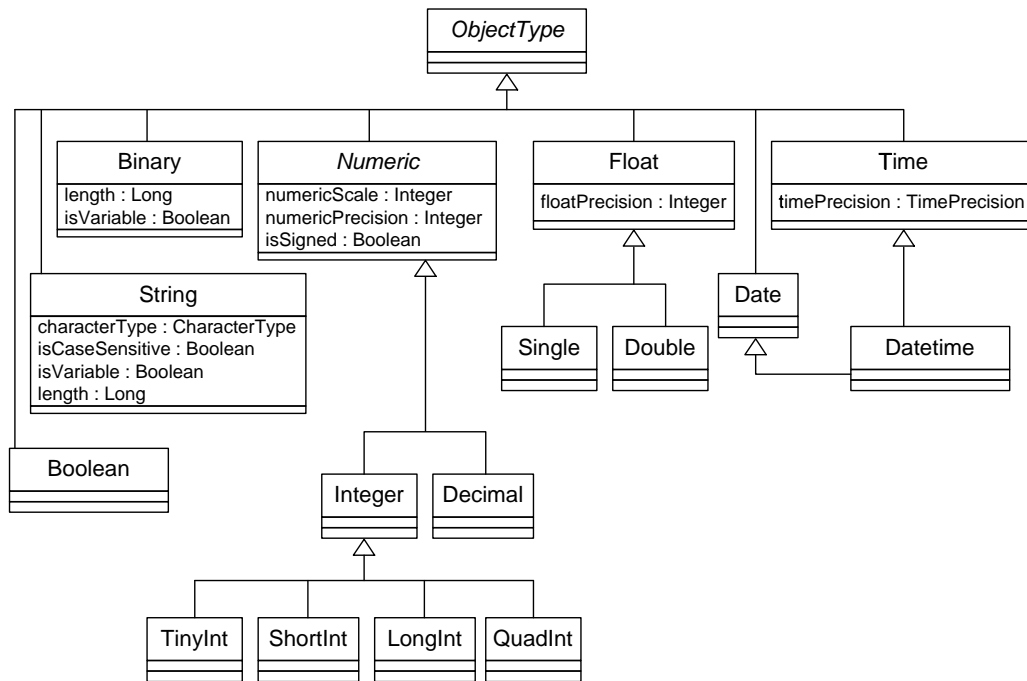 ObjectType
Binary
length : Long
isVariable : Boolean
Numeric
numericScale : Integer
numericPrecision : Integer
isSigned : Boolean
Float
floatPrecision : Integer
Time
timePrecision : TimePrecision
String
characterType : CharacterType
isCaseSensitive : Boolean
isVariable : Boolean
length : Long
Date
Single
Double
Datetime
Boolean
Integer
Decimal
TinyInt
ShortInt
LongInt
QuadInt